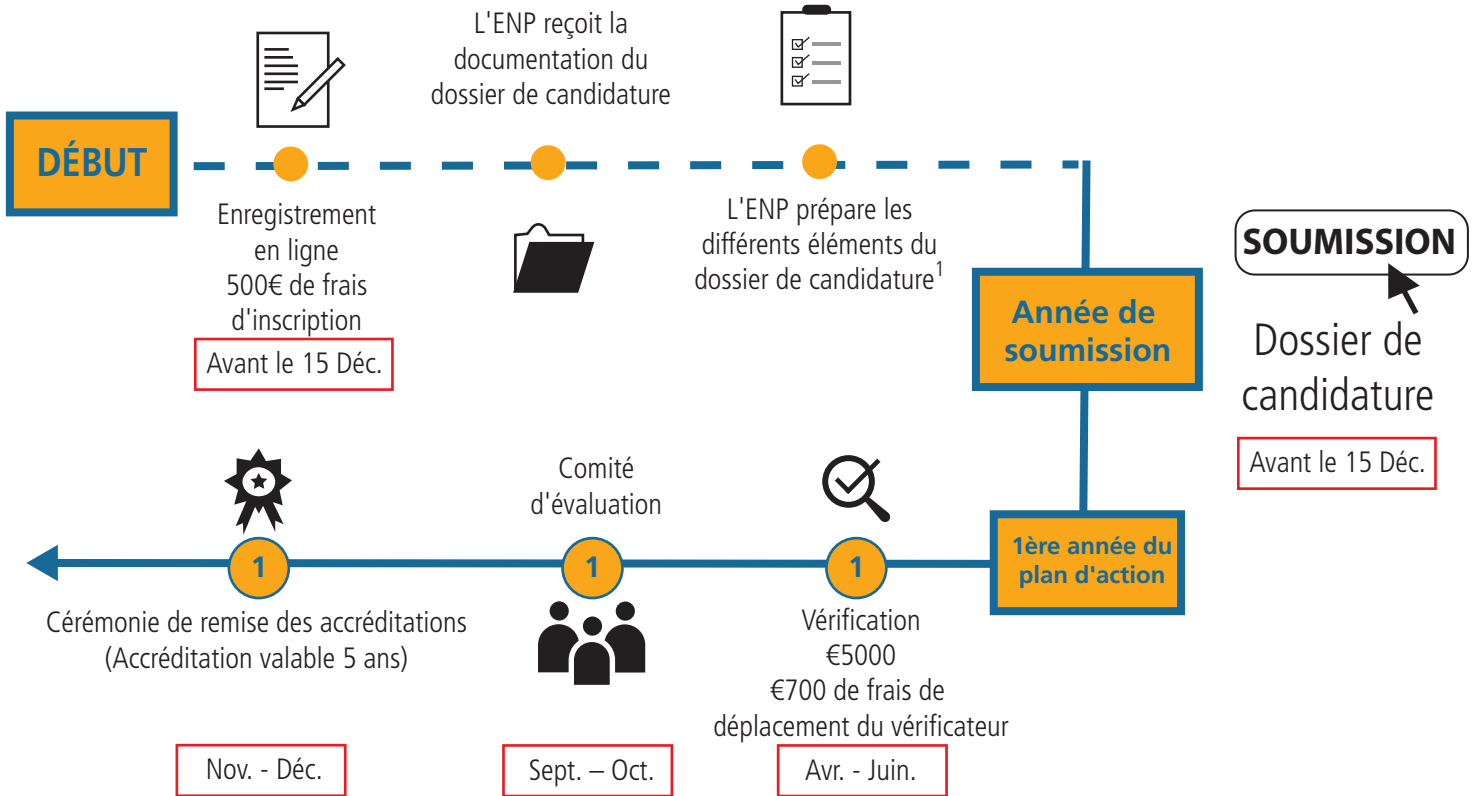 DÉBUT
Enregistrement
en ligne
500€ de frais
d'inscription
Avant le 15 Déc.
L'ENP reçoit la
documentation du
dossier de candidature
L'ENP prépare les
différents éléments du
dossier de candidature1
Année de
soumission
SOUMISSION
Dossier de
candidature
Avant le 15 Déc.
1ère année du
plan d'action
1
Vérification
€5000
€700 de frais de
déplacement du vérificateur
Avr. - Juin.
Comité
d'évaluation
1
Sept. – Oct.
1
Cérémonie de remise des accréditations
(Accréditation valable 5 ans)
Nov. - Déc.